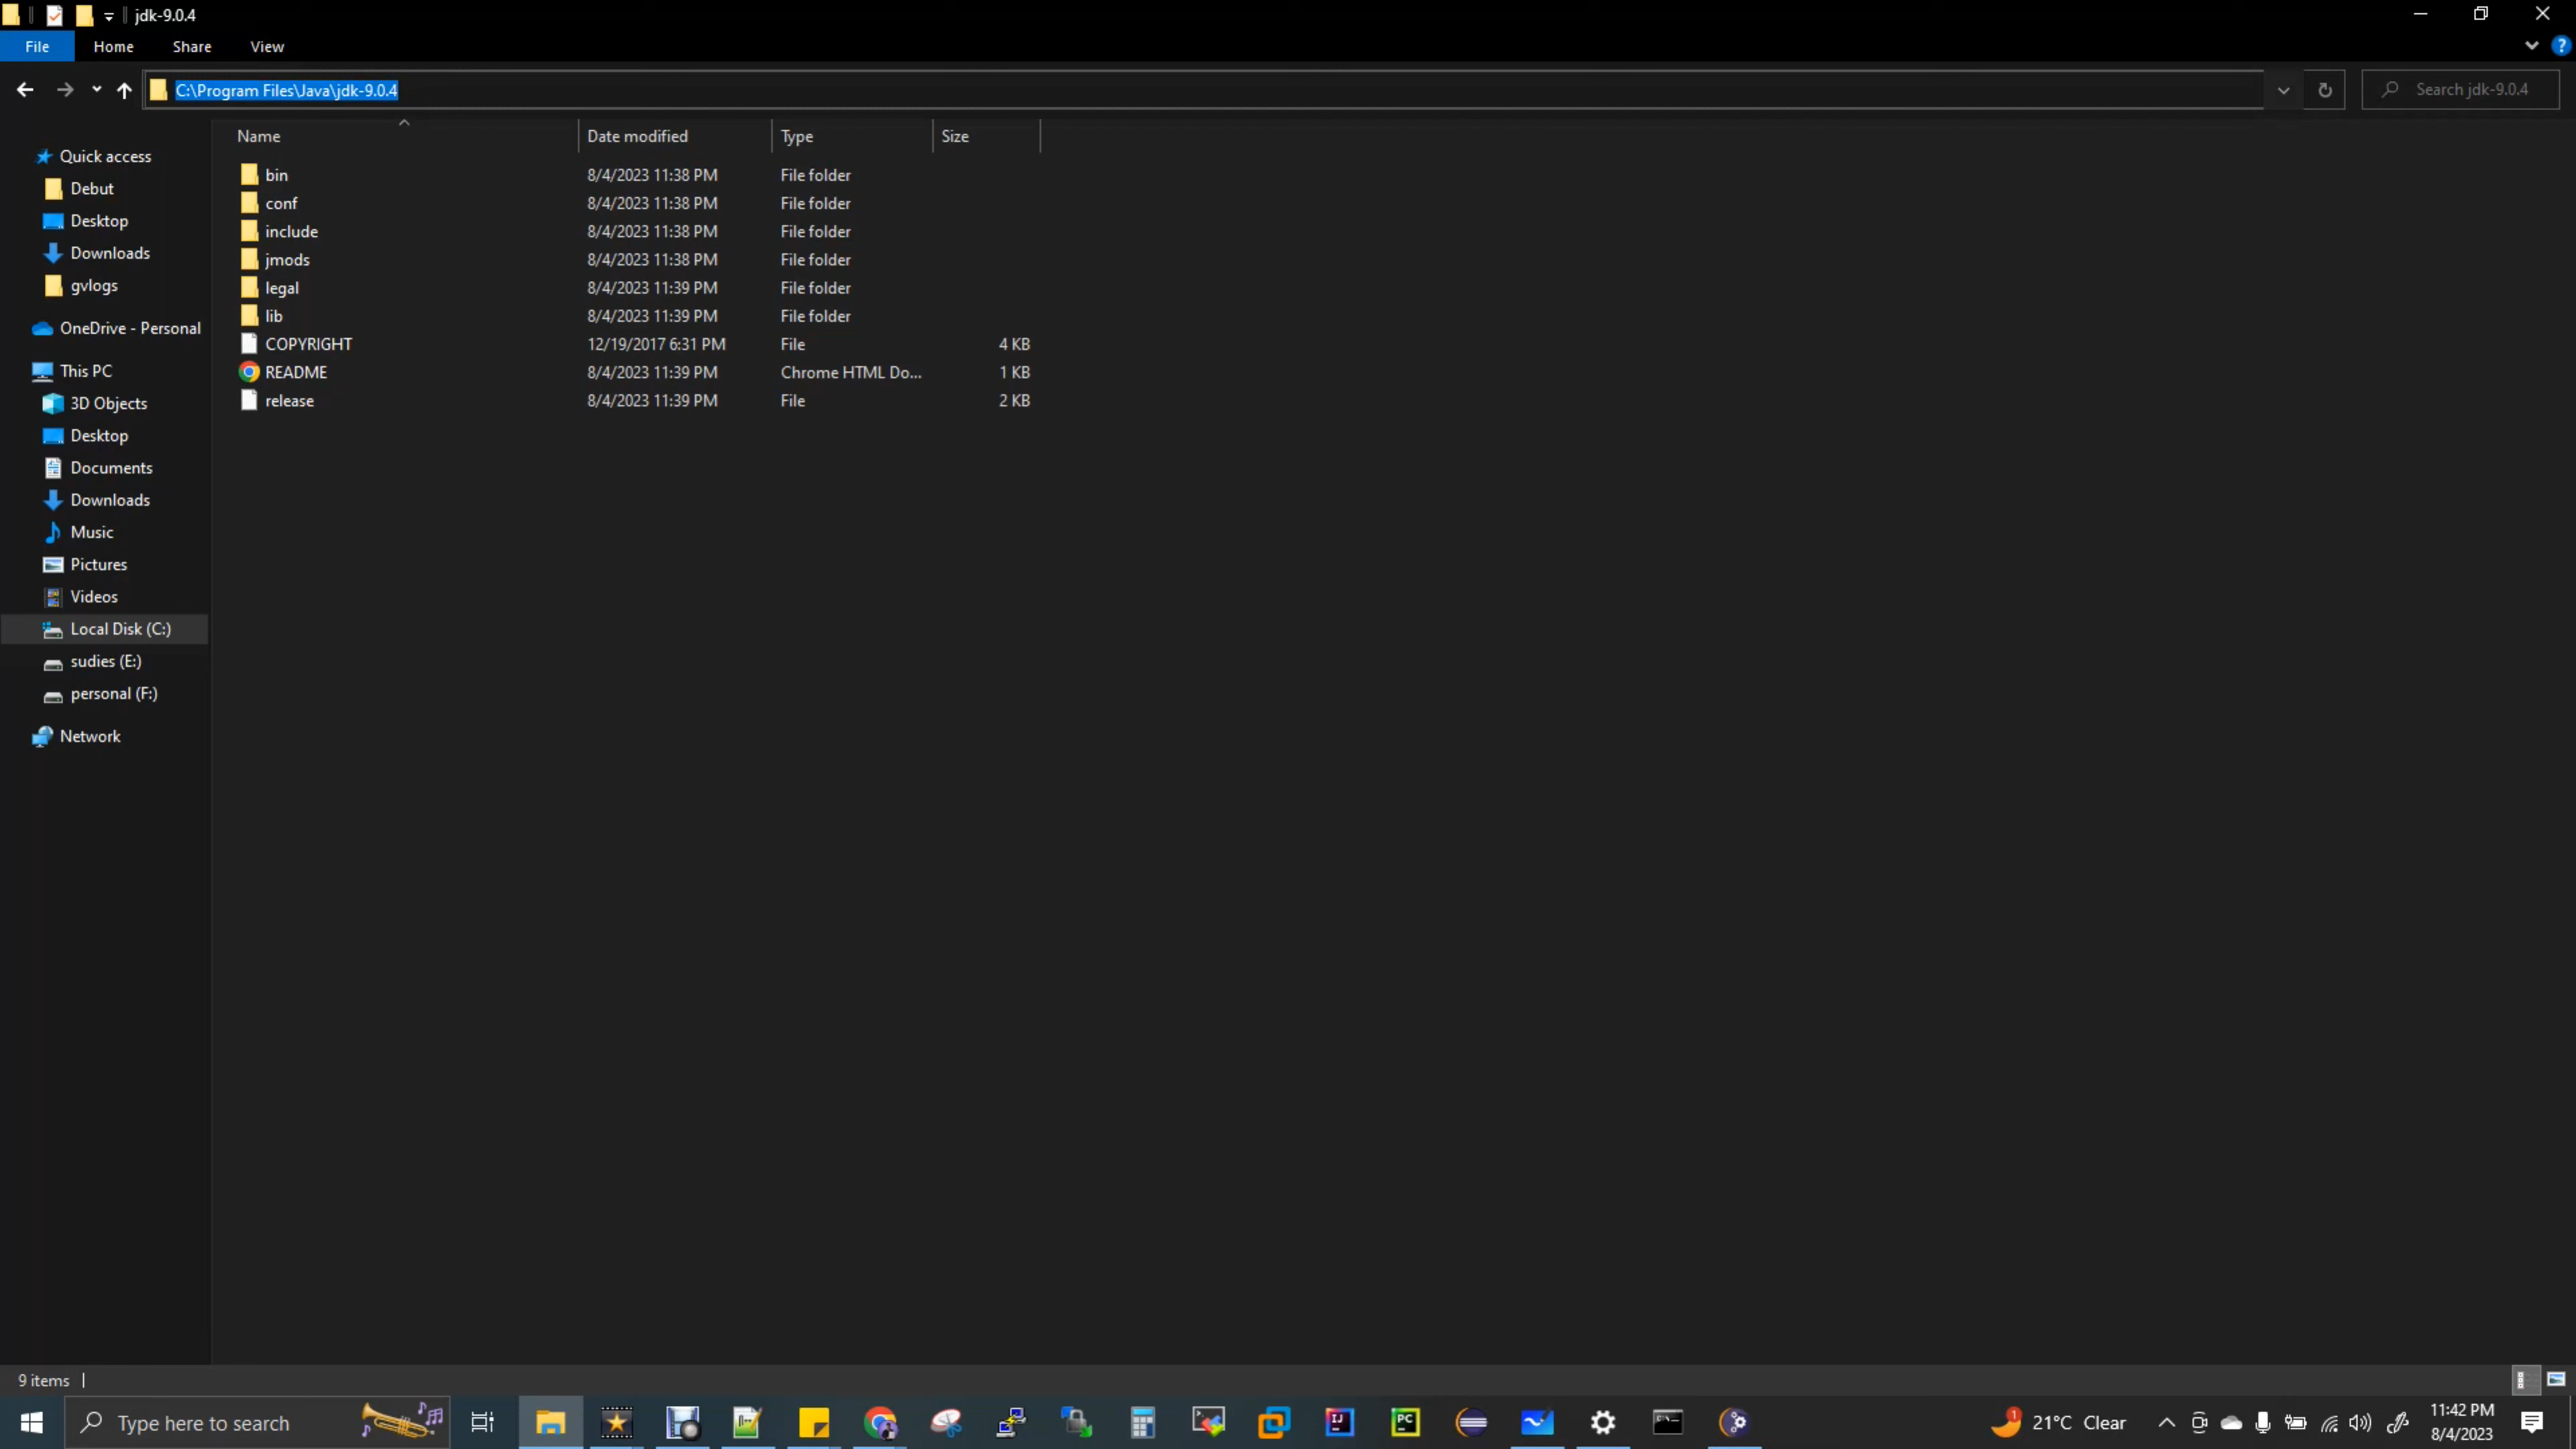 jdk-9.0.4
File Home Share View
C:\Program Files\Java\jdk-9.0.4
Search jdk-9.0.4
Name Date modified Type Size
Quick access
Debut
Desktop
Downloads
gvlogs
OneDrive - Personal
This PC
3D Objects
Desktop
Documents
Downloads
Music
Pictures
Videos
Local Disk (C:)
sudies (E:)
personal (F:)
Network
bin 8/4/2023 11:38 PM File folder
conf 8/4/2023 11:38 PM File folder
include 8/4/2023 11:38 PM File folder
jmods 8/4/2023 11:38 PM File folder
legal 8/4/2023 11:39 PM File folder
lib 8/4/2023 11:39 PM File folder
COPYRIGHT 12/19/2017 6:31 PM File 4 KB
README 8/4/2023 11:39 PM Chrome HTML Do... 1 KB
release 8/4/2023 11:39 PM File 2 KB
9 items
Type here to search
21°C Clear
11:42 PM
8/4/2023